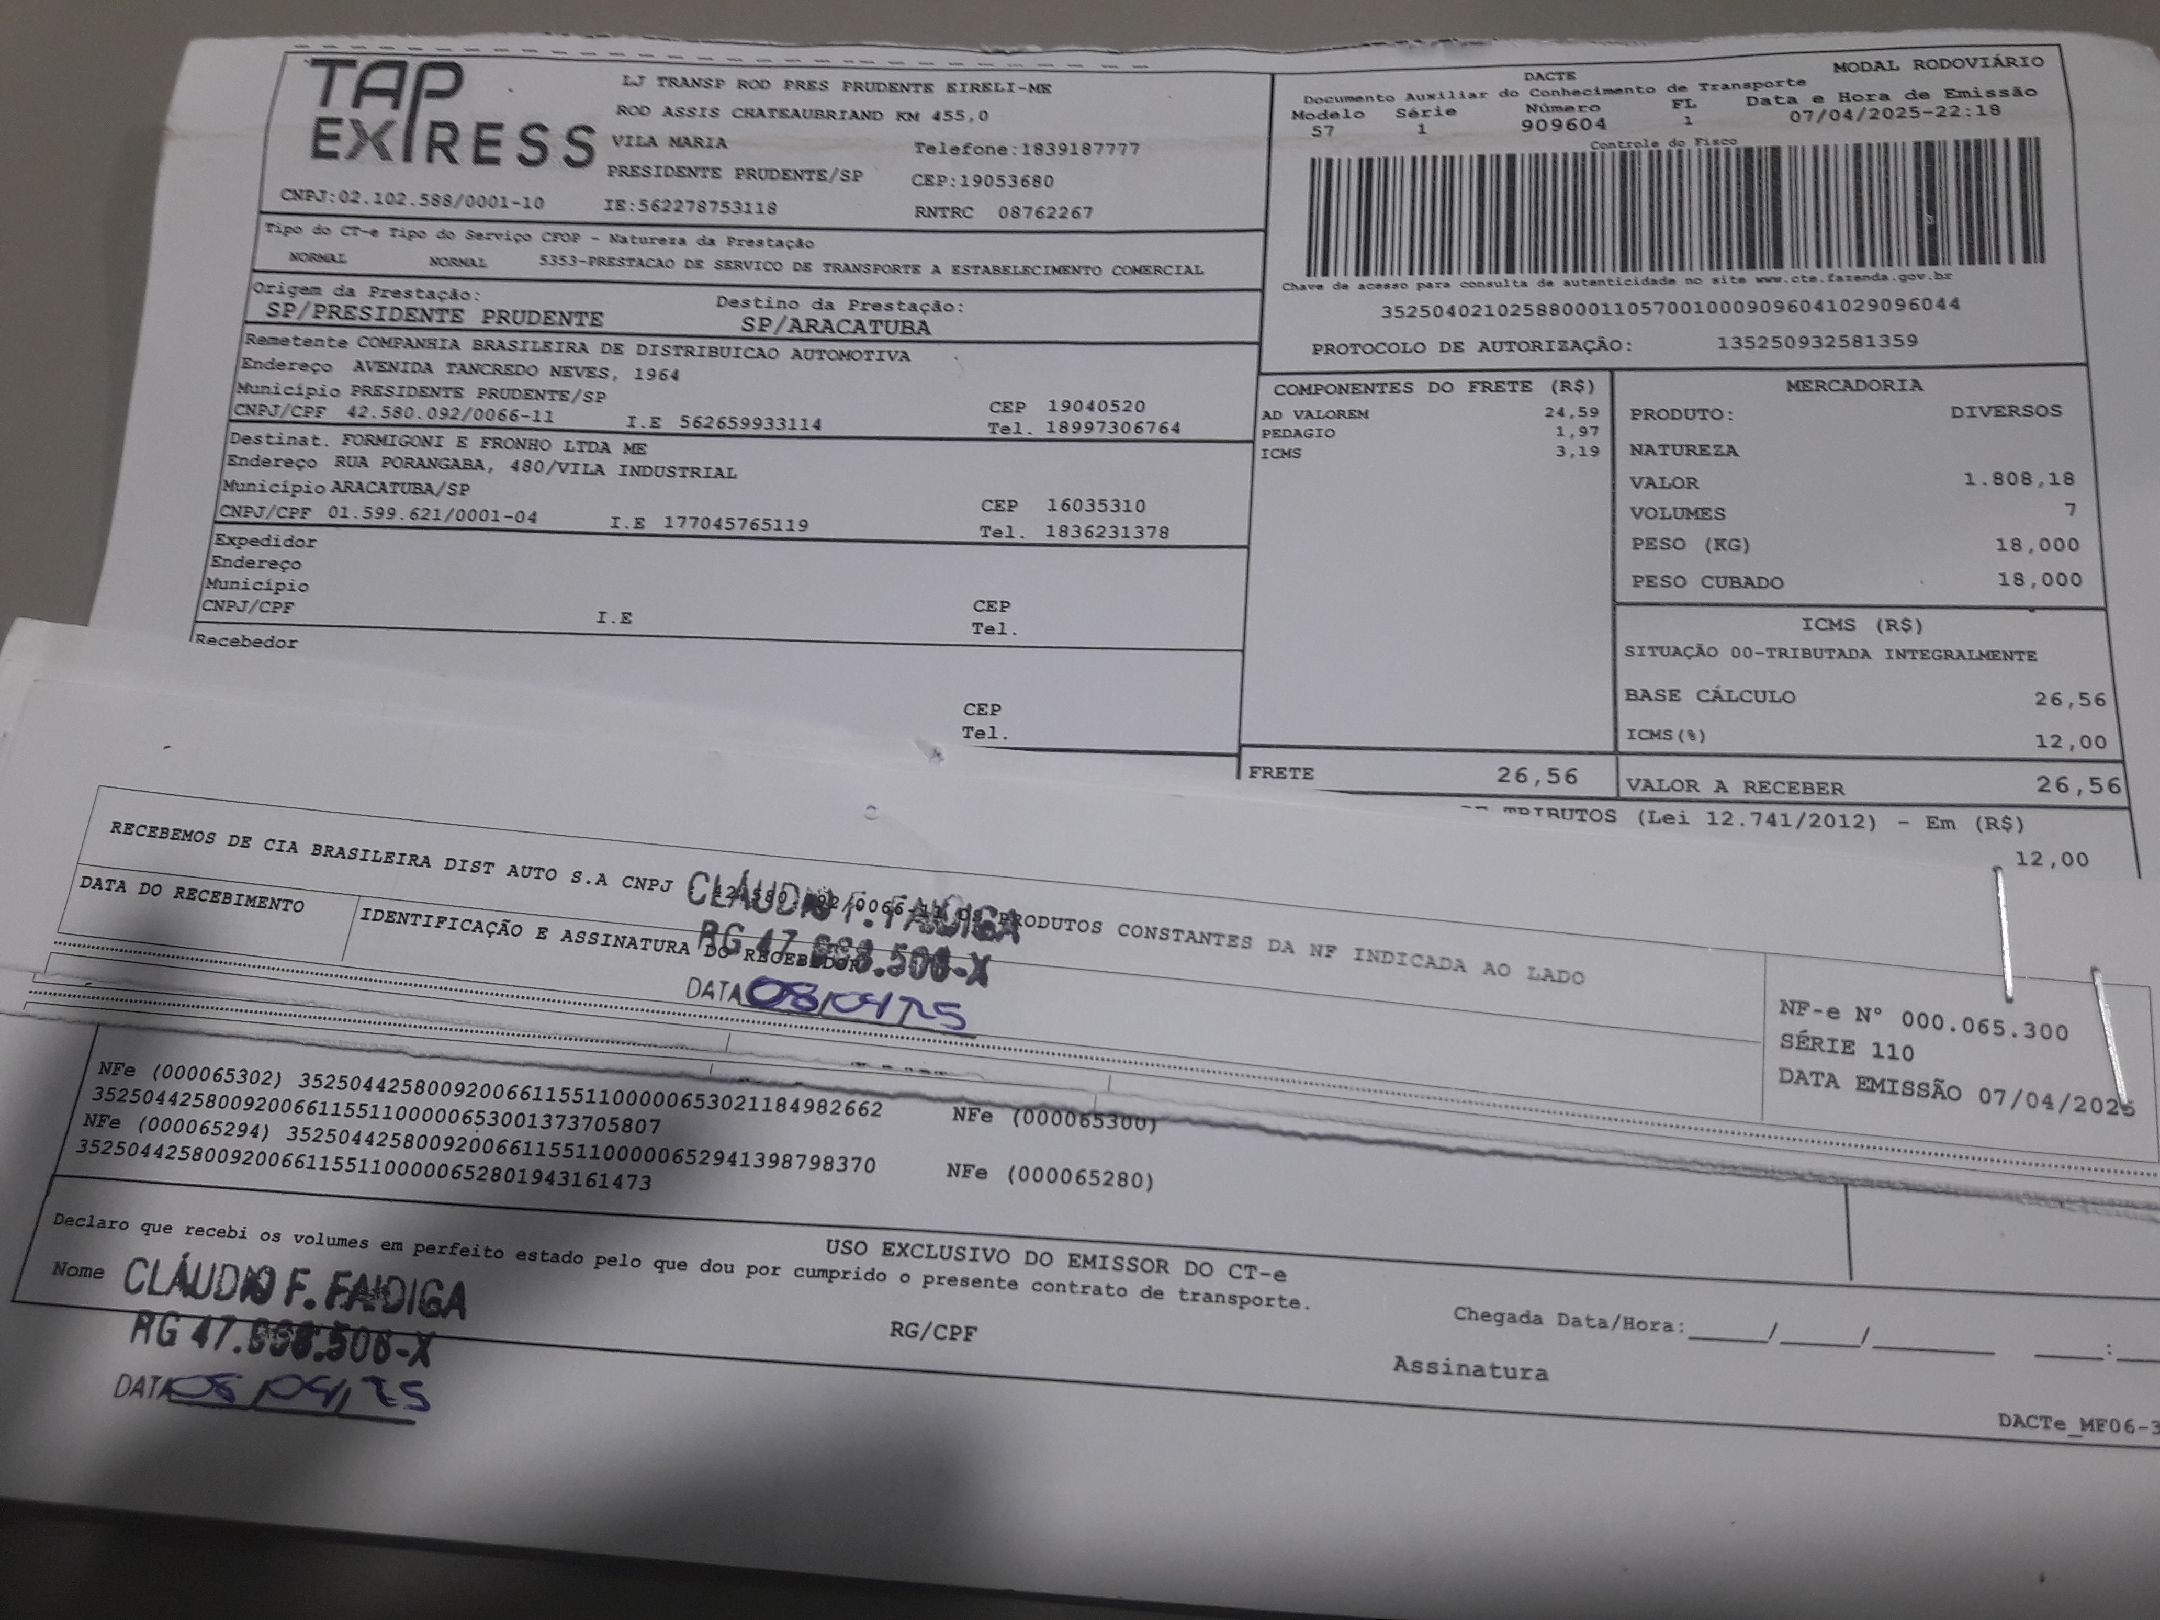 TAP EXPRESS
LJ TRANSP ROD PRES PRUDENTE EIRELI-ME
ROD ASSIS CHATEAUBRIAND KM 455,0
VILA MARIA Telefone:1839187777
PRESIDENTE PRUDENTE/SP CEP:19053680
CNPJ:02.102.588/0001-10 IE:562278753118 RNTRC 08762267
DACTE MODAL RODOVIÁRIO
Documento Auxiliar do Conhecimento de Transporte
Modelo Série Número FL Data e Hora de Emissão
57 1 909604 1 07/04/2025-22:18
Controle do Fisco
Chave de acesso para consulta de autenticidade no site www.cte.fazenda.gov.br
35250402102588000110570010009096041029096044
PROTOCOLO DE AUTORIZAÇÃO: 135250932581359
Tipo do CT-e Tipo do Serviço CFOP - Natureza da Prestação
NORMAL NORMAL 5353-PRESTACAO DE SERVICO DE TRANSPORTE A ESTABELECIMENTO COMERCIAL
Origem da Prestação: Destino da Prestação:
SP/PRESIDENTE PRUDENTE SP/ARACATUBA
Remetente COMPANHIA BRASILEIRA DE DISTRIBUICAO AUTOMOTIVA
Endereço AVENIDA TANCREDO NEVES, 1964
Município PRESIDENTE PRUDENTE/SP CEP 19040520
CNPJ/CPF 42.580.092/0066-11 I.E 562659933114 Tel. 18997306764
Destinat. FORMIGONI E FRONHO LTDA ME
Endereço RUA PORANGABA, 480/VILA INDUSTRIAL
Município ARACATUBA/SP CEP 16035310
CNPJ/CPF 01.599.621/0001-04 I.E 177045765119 Tel. 1836231378
Expedidor
Endereço
Município CEP
CNPJ/CPF I.E Tel.
Recebedor
CEP
Tel.
COMPONENTES DO FRETE (R$)
AD VALOREM 24,59
PEDAGIO 1,97
ICMS 3,19
FRETE 26,56
MERCADORIA
PRODUTO: DIVERSOS
NATUREZA
VALOR 1.808,18
VOLUMES 7
PESO (KG) 18,000
PESO CUBADO 18,000
ICMS (R$)
SITUAÇÃO 00-TRIBUTADA INTEGRALMENTE
BASE CÁLCULO 26,56
ICMS(%) 12,00
VALOR A RECEBER 26,56
TRIBUTOS (Lei 12.741/2012) - Em (R$)
12,00
RECEBEMOS DE CIA BRASILEIRA DIST AUTO S.A CNPJ OS PRODUTOS CONSTANTES DA NF INDICADA AO LADO
DATA DO RECEBIMENTO IDENTIFICAÇÃO E ASSINATURA DO RECEBEDOR
CLÁUDIO F. FAIDIGA
RG 47.
DATA 08/04/25
NF-e N° 000.065.300
SÉRIE 110
DATA EMISSÃO 07/04/2025
NFe (000065302) 35250442580092006611551100000653021184982662 NFe (000065300)
35250442580092006611551100000653001373705807
NFe (000065294) 35250442580092006611551100000652941398798370 NFe (000065280)
35250442580092006611551100000652801943161473
USO EXCLUSIVO DO EMISSOR DO CT-e
Declaro que recebi os volumes em perfeito estado pelo que dou por cumprido o presente contrato de transporte.
Nome CLÁUDIO F. FAIDIGA
RG 47.
DATA 08/04/25
RG/CPF
Chegada Data/Hora:_____/_____/________ ____:___
Assinatura
DACTe_MF06-3